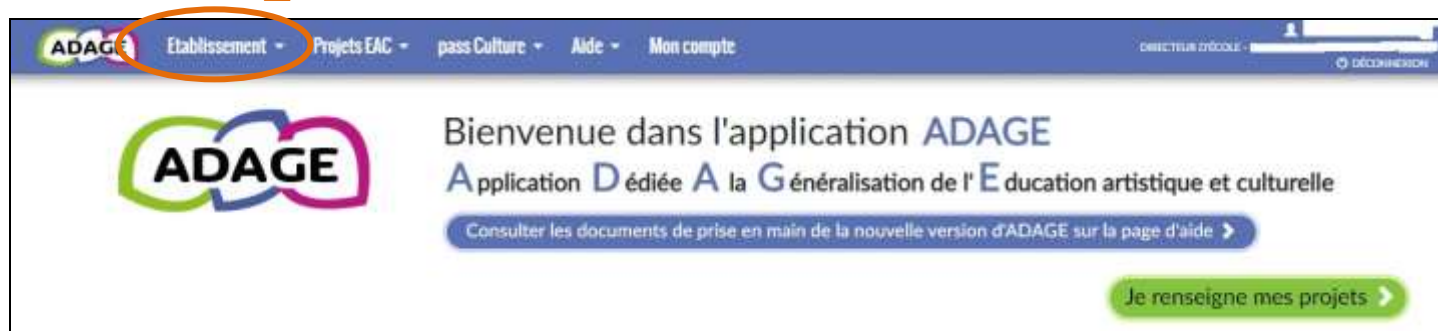 ADAGE Etablissement Projets EAC pass Culture Aide Mon compte
DIRECTEUR D'ÉCOLE -
DÉCONNEXION
ADAGE
Bienvenue dans l'application ADAGE
Application Dédiée A la Généralisation de l'Education artistique et culturelle
Consulter les documents de prise en main de la nouvelle version d'ADAGE sur la page d'aide
Je renseigne mes projets